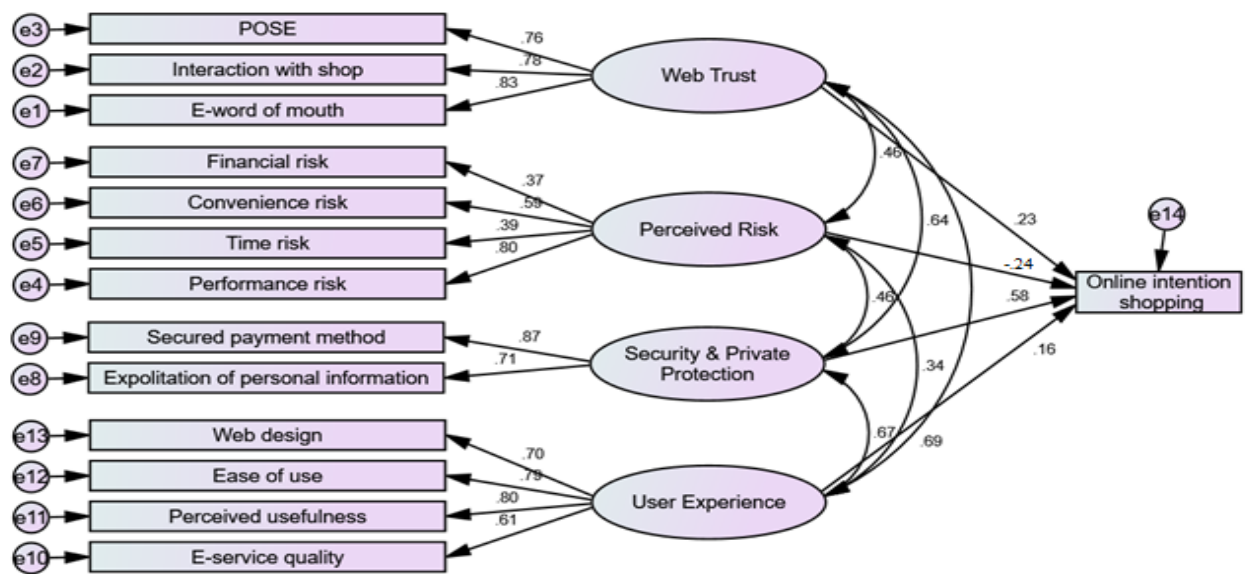 e3
POSE
.76
e2
Interaction with shop
.78
e1
E-word of mouth
.83
Web Trust
e7
Financial risk
.37
e6
Convenience risk
.59
e5
Time risk
.39
e4
Performance risk
.80
Perceived Risk
e9
Secured payment method
.87
e8
Expolitation of personal information
.71
Security & Private
Protection
e13
Web design
.70
e12
Ease of use
.79
e11
Perceived usefulness
.80
e10
E-service quality
.61
User Experience
.46
.64
.46
.34
.67
.69
.23
-.24
.58
.16
e14
Online intention
shopping